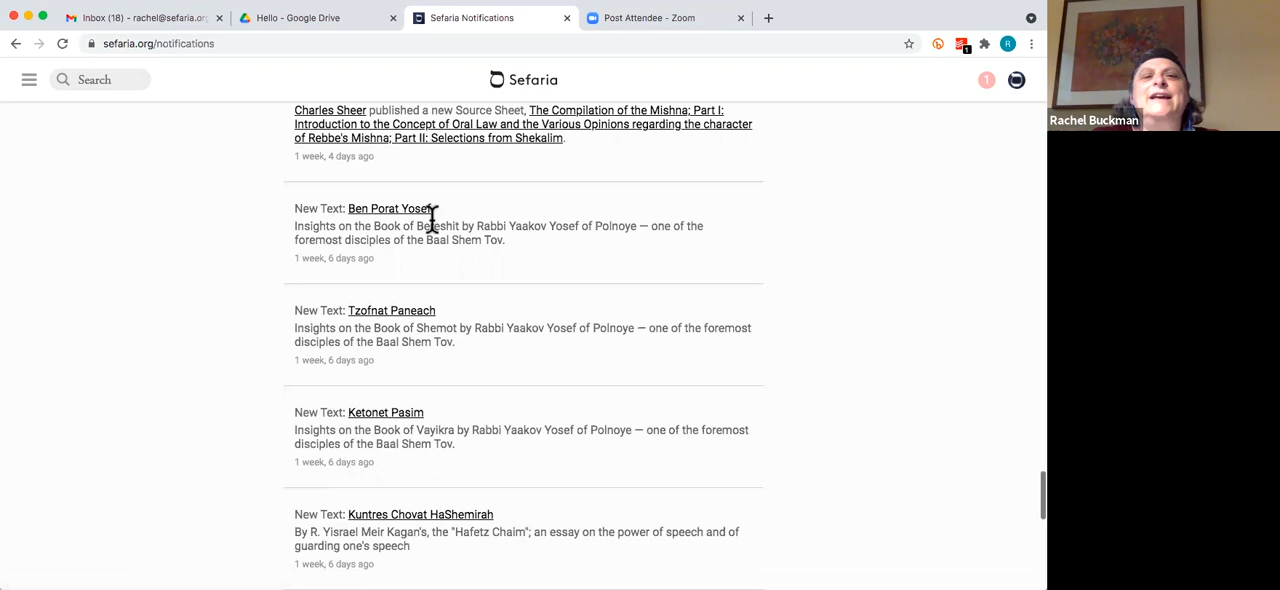 Inbox (18) - rachel@sefaria.or
Hello - Google Drive
Sefaria Notifications
Post Attendee - Zoom
sefaria.org/notifications
1
R
Search
Sefaria
1
Rachel Buckman
Charles Sheer published a new Source Sheet, The Compilation of the Mishna; Part I:
Introduction to the Concept of Oral Law and the Various Opinions regarding the character
of Rebbe's Mishna; Part II: Selections from Shekalim.
1 week, 4 days ago
New Text: Ben Porat Yosef
Insights on the Book of Bereshit by Rabbi Yaakov Yosef of Polnoye — one of the
foremost disciples of the Baal Shem Tov.
1 week, 6 days ago
New Text: Tzofnat Paneach
Insights on the Book of Shemot by Rabbi Yaakov Yosef of Polnoye — one of the foremost
disciples of the Baal Shem Tov.
1 week, 6 days ago
New Text: Ketonet Pasim
Insights on the Book of Vayikra by Rabbi Yaakov Yosef of Polnoye — one of the foremost
disciples of the Baal Shem Tov.
1 week, 6 days ago
New Text: Kuntres Chovat HaShemirah
By R. Yisrael Meir Kagan's, the "Hafetz Chaim"; an essay on the power of speech and of
guarding one's speech
1 week, 6 days ago